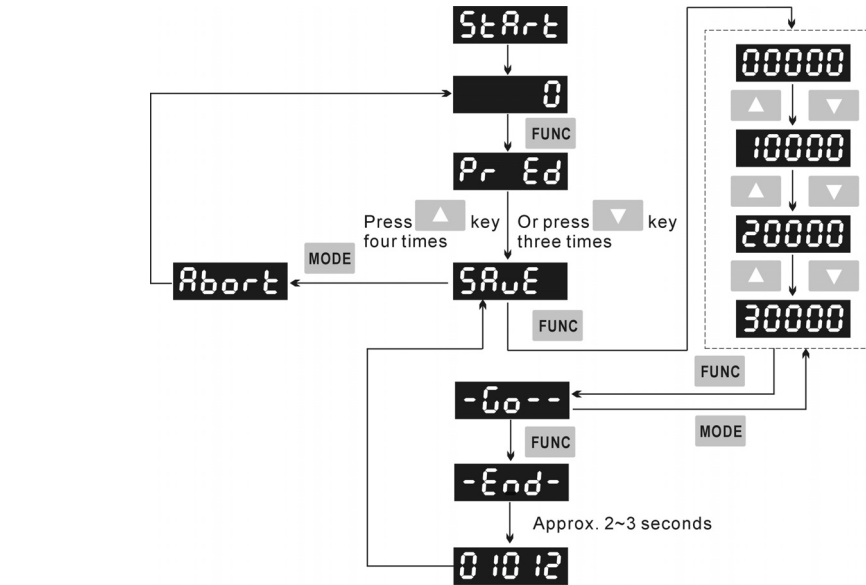 StArt
0
FUNC
Pr Ed
Press ▲ key
four times
Or press ▼ key
three times
MODE
Abort
SAvE
FUNC
00000
▲ ▼
10000
▲ ▼
20000
▲ ▼
30000
FUNC
-Go--
MODE
FUNC
-End-
Approx. 2~3 seconds
01012